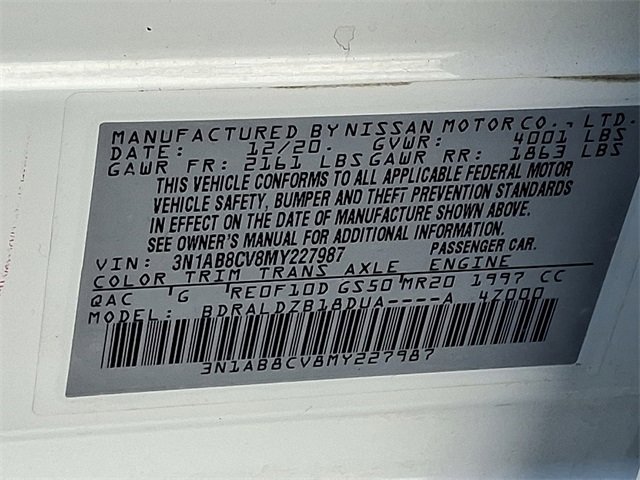 MANUFACTURED BY NISSAN MOTOR CO., LTD.
DATE: 12/20. GVWR: 4001 LBS
GAWR FR: 2161 LBS GAWR RR: 1863 LBS
THIS VEHICLE CONFORMS TO ALL APPLICABLE FEDERAL MOTOR
VEHICLE SAFETY, BUMPER AND THEFT PREVENTION STANDARDS
IN EFFECT ON THE DATE OF MANUFACTURE SHOWN ABOVE.
SEE OWNER'S MANUAL FOR ADDITIONAL INFORMATION.
VIN: 3N1AB8CV8MY227987 PASSENGER CAR.
COLOR TRIM TRANS AXLE ENGINE
QAC G RE0F10D GS50 MR20 1997 CC
MODEL: BDRALDZB18DUA----A 4Z000
3N1AB8CV8MY227987